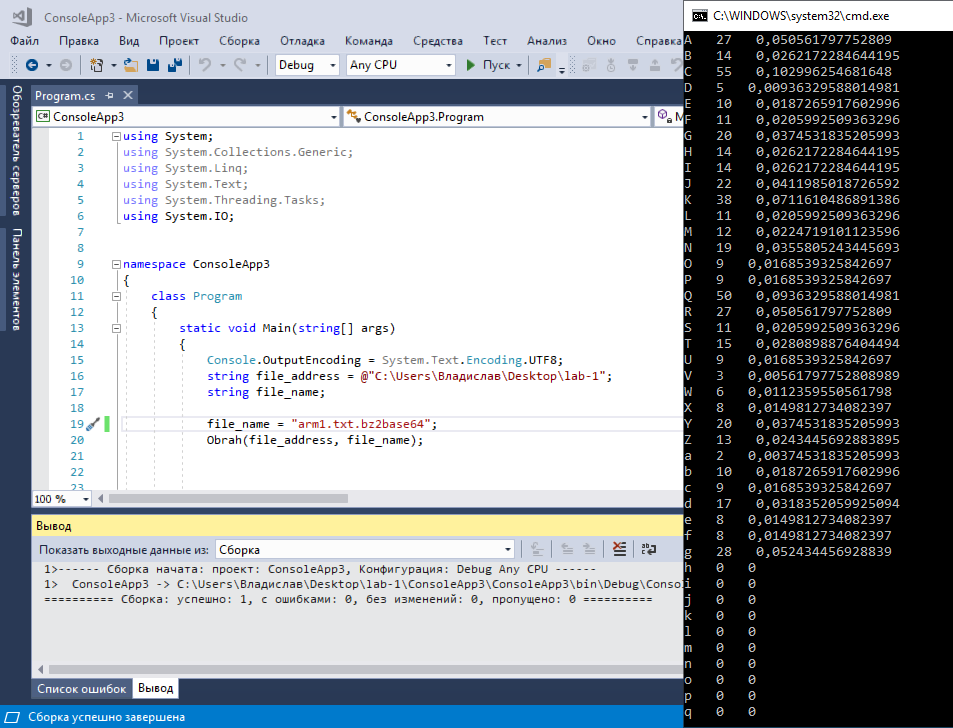 ConsoleApp3 - Microsoft Visual Studio
Файл Правка Вид Проект Сборка Отладка Команда Средства Тест Анализ Окно Справка
Debug Any CPU Пуск
Обозреватель серверов
Панель элементов
Program.cs
ConsoleApp3 ConsoleApp3.Program M
1 using System;
2 using System.Collections.Generic;
3 using System.Linq;
4 using System.Text;
5 using System.Threading.Tasks;
6 using System.IO;
7
8
9 namespace ConsoleApp3
10 {
11 class Program
12 {
13 static void Main(string[] args)
14 {
15 Console.OutputEncoding = System.Text.Encoding.UTF8;
16 string file_address = @"C:\Users\Владислав\Desktop\lab-1";
17 string file_name;
18
19 file_name = "arm1.txt.bz2base64";
20 Obrah(file_address, file_name);
21
22
23
100 %
Вывод
Показать выходные данные из: Сборка
1>------ Сборка начата: проект: ConsoleApp3, Конфигурация: Debug Any CPU ------
1> ConsoleApp3 -> C:\Users\Владислав\Desktop\lab-1\ConsoleApp3\ConsoleApp3\bin\Debug\Conso
========== Сборка: успешно: 1, с ошибками: 0, без изменений: 0, пропущено: 0 ==========
Список ошибок Вывод
Сборка успешно завершена
C:\WINDOWS\system32\cmd.exe
A 27 0,050561797752809
B 14 0,0262172284644195
C 55 0,102996254681648
D 5 0,00936329588014981
E 10 0,0187265917602996
F 11 0,0205992509363296
G 20 0,0374531835205993
H 14 0,0262172284644195
I 14 0,0262172284644195
J 22 0,0411985018726592
K 38 0,0711610486891386
L 11 0,0205992509363296
M 12 0,0224719101123596
N 19 0,0355805243445693
O 9 0,0168539325842697
P 9 0,0168539325842697
Q 50 0,0936329588014981
R 27 0,050561797752809
S 11 0,0205992509363296
T 15 0,0280898876404494
U 9 0,0168539325842697
V 3 0,00561797752808989
W 6 0,0112359550561798
X 8 0,0149812734082397
Y 20 0,0374531835205993
Z 13 0,0243445692883895
a 2 0,00374531835205993
b 10 0,0187265917602996
c 9 0,0168539325842697
d 17 0,0318352059925094
e 8 0,0149812734082397
f 8 0,0149812734082397
g 28 0,052434456928839
h 0 0
i 0 0
j 0 0
k 0 0
l 0 0
m 0 0
n 0 0
o 0 0
p 0 0
q 0 0